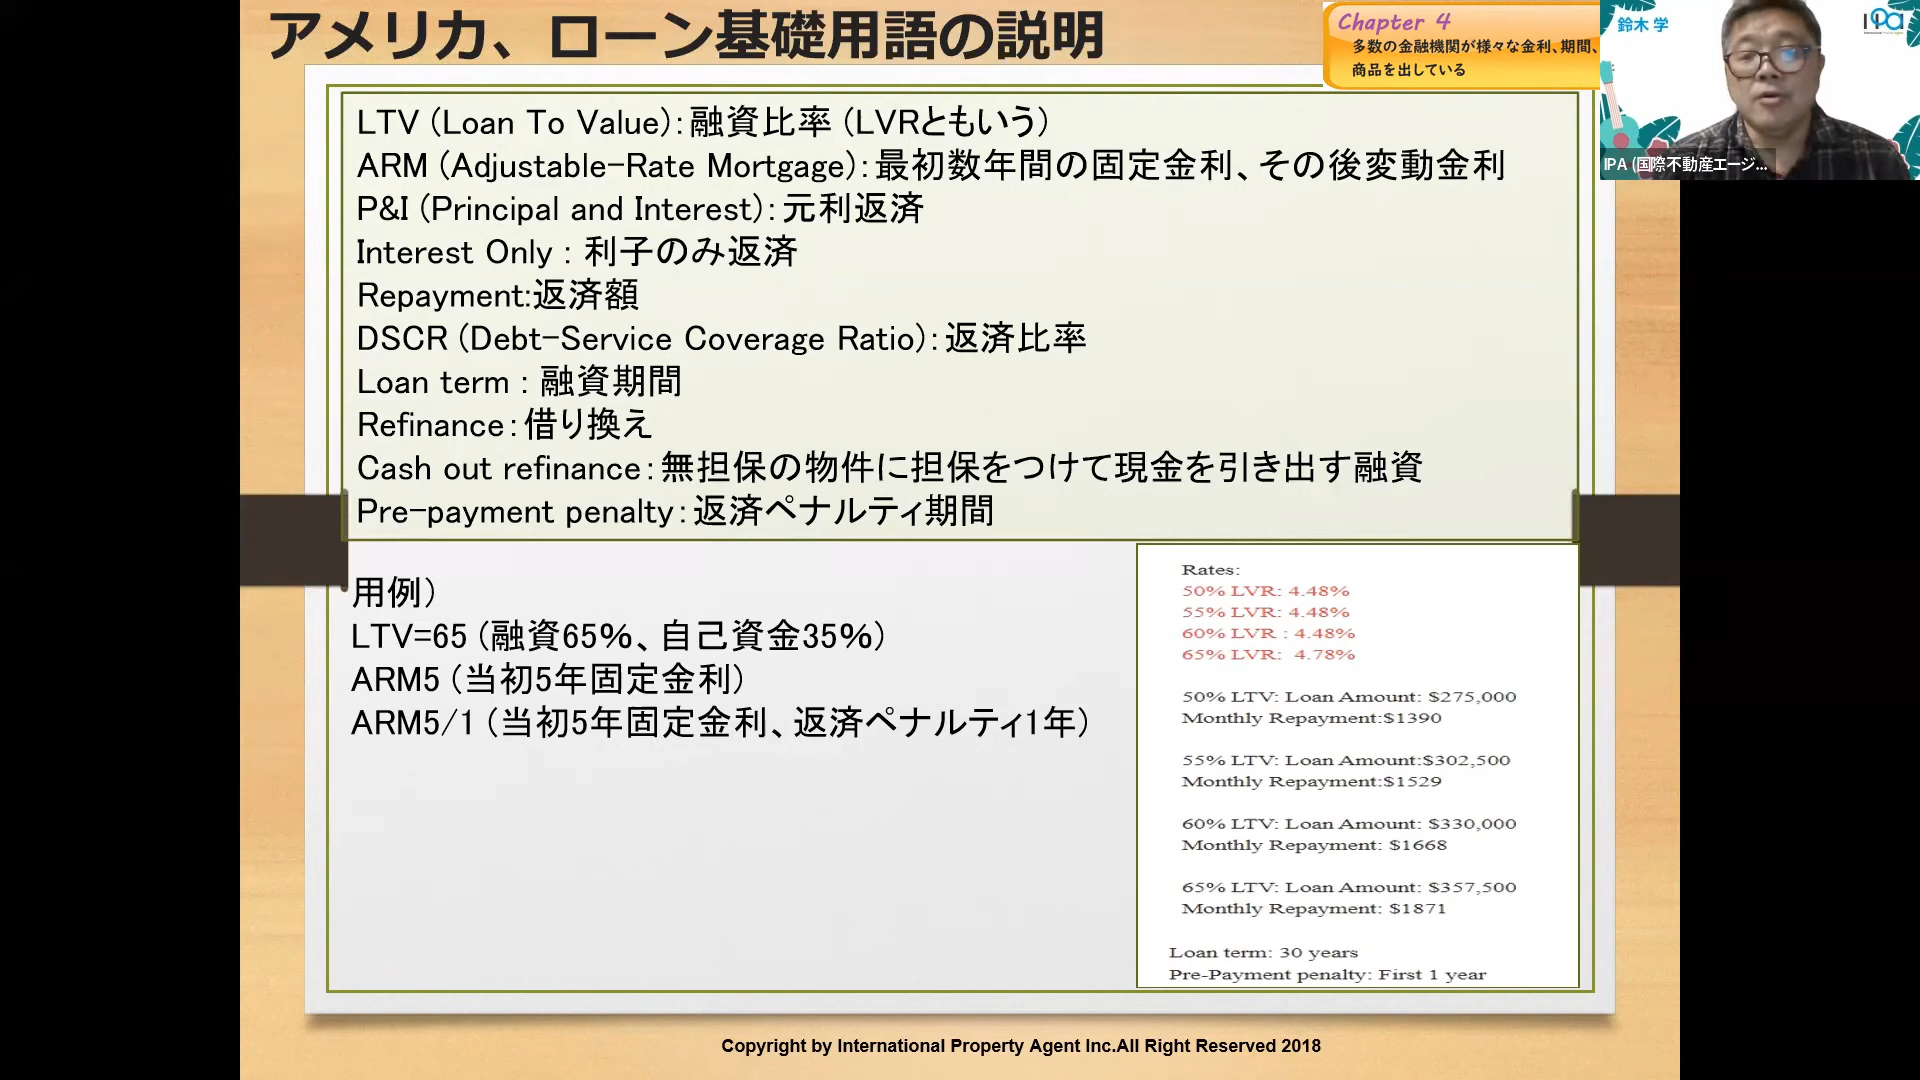 アメリカ、ローン基礎用語の説明
Chapter 4
多数の金融機関が様々な金利、期間、
商品を出している
鈴木 学
IPA
IPA (国際不動産エージ...
LTV (Loan To Value):融資比率 (LVRともいう)
ARM (Adjustable-Rate Mortgage):最初数年間の固定金利、その後変動金利
P&I (Principal and Interest):元利返済
Interest Only : 利子のみ返済
Repayment:返済額
DSCR (Debt-Service Coverage Ratio):返済比率
Loan term : 融資期間
Refinance:借り換え
Cash out refinance:無担保の物件に担保をつけて現金を引き出す融資
Pre-payment penalty:返済ペナルティ期間
用例)
LTV=65 (融資65%、自己資金35%)
ARM5 (当初5年固定金利)
ARM5/1 (当初5年固定金利、返済ペナルティ1年)
Rates:
50% LVR: 4.48%
55% LVR: 4.48%
60% LVR : 4.48%
65% LVR: 4.78%
50% LTV: Loan Amount: $275,000
Monthly Repayment:$1390
55% LTV: Loan Amount:$302,500
Monthly Repayment:$1529
60% LTV: Loan Amount: $330,000
Monthly Repayment: $1668
65% LTV: Loan Amount: $357,500
Monthly Repayment: $1871
Loan term: 30 years
Pre-Payment penalty: First 1 year
Copyright by International Property Agent Inc.All Right Reserved 2018